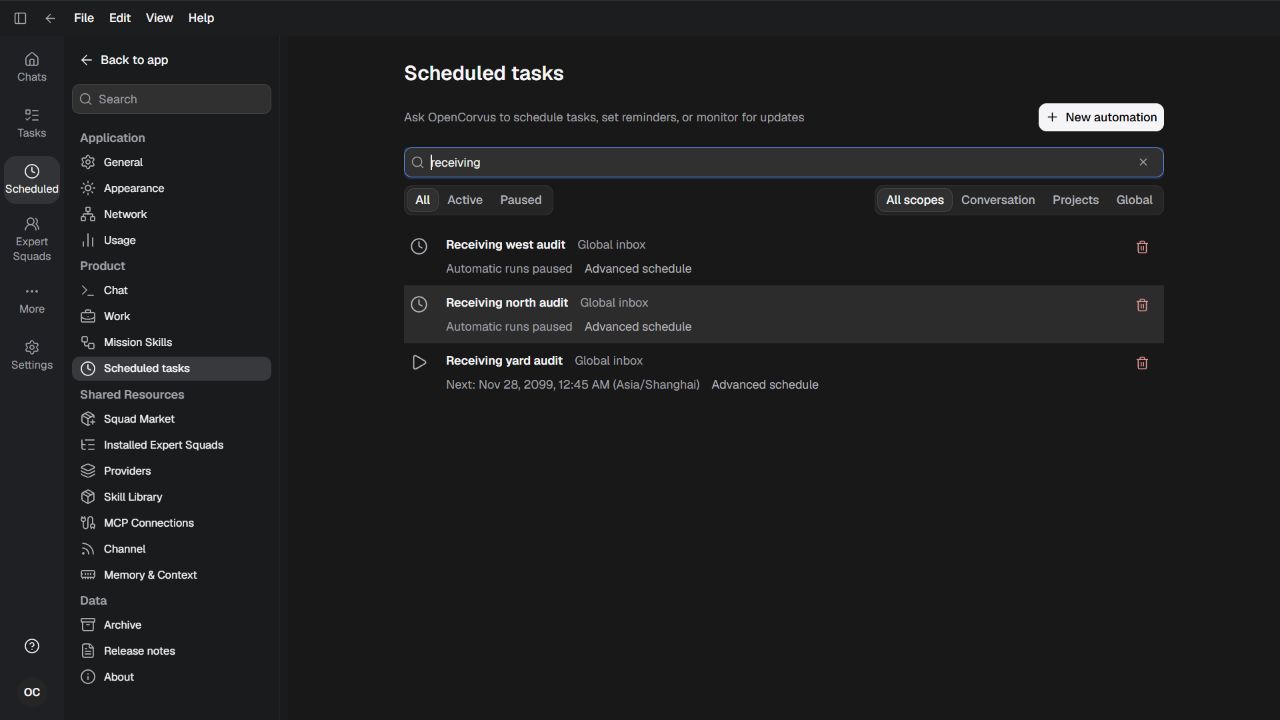 File Edit View Help
Chats
Tasks
Scheduled
Expert
Squads
More
Settings
OC
Back to app
Search
Application
General
Appearance
Network
Usage
Product
Chat
Work
Mission Skills
Scheduled tasks
Shared Resources
Squad Market
Installed Expert Squads
Providers
Skill Library
MCP Connections
Channel
Memory & Context
Data
Archive
Release notes
About
Scheduled tasks
Ask OpenCorvus to schedule tasks, set reminders, or monitor for updates
New automation
receiving
All Active Paused
All scopes Conversation Projects Global
Receiving west audit Global inbox
Automatic runs paused Advanced schedule
Receiving north audit Global inbox
Automatic runs paused Advanced schedule
Receiving yard audit Global inbox
Next: Nov 28, 2099, 12:45 AM (Asia/Shanghai) Advanced schedule